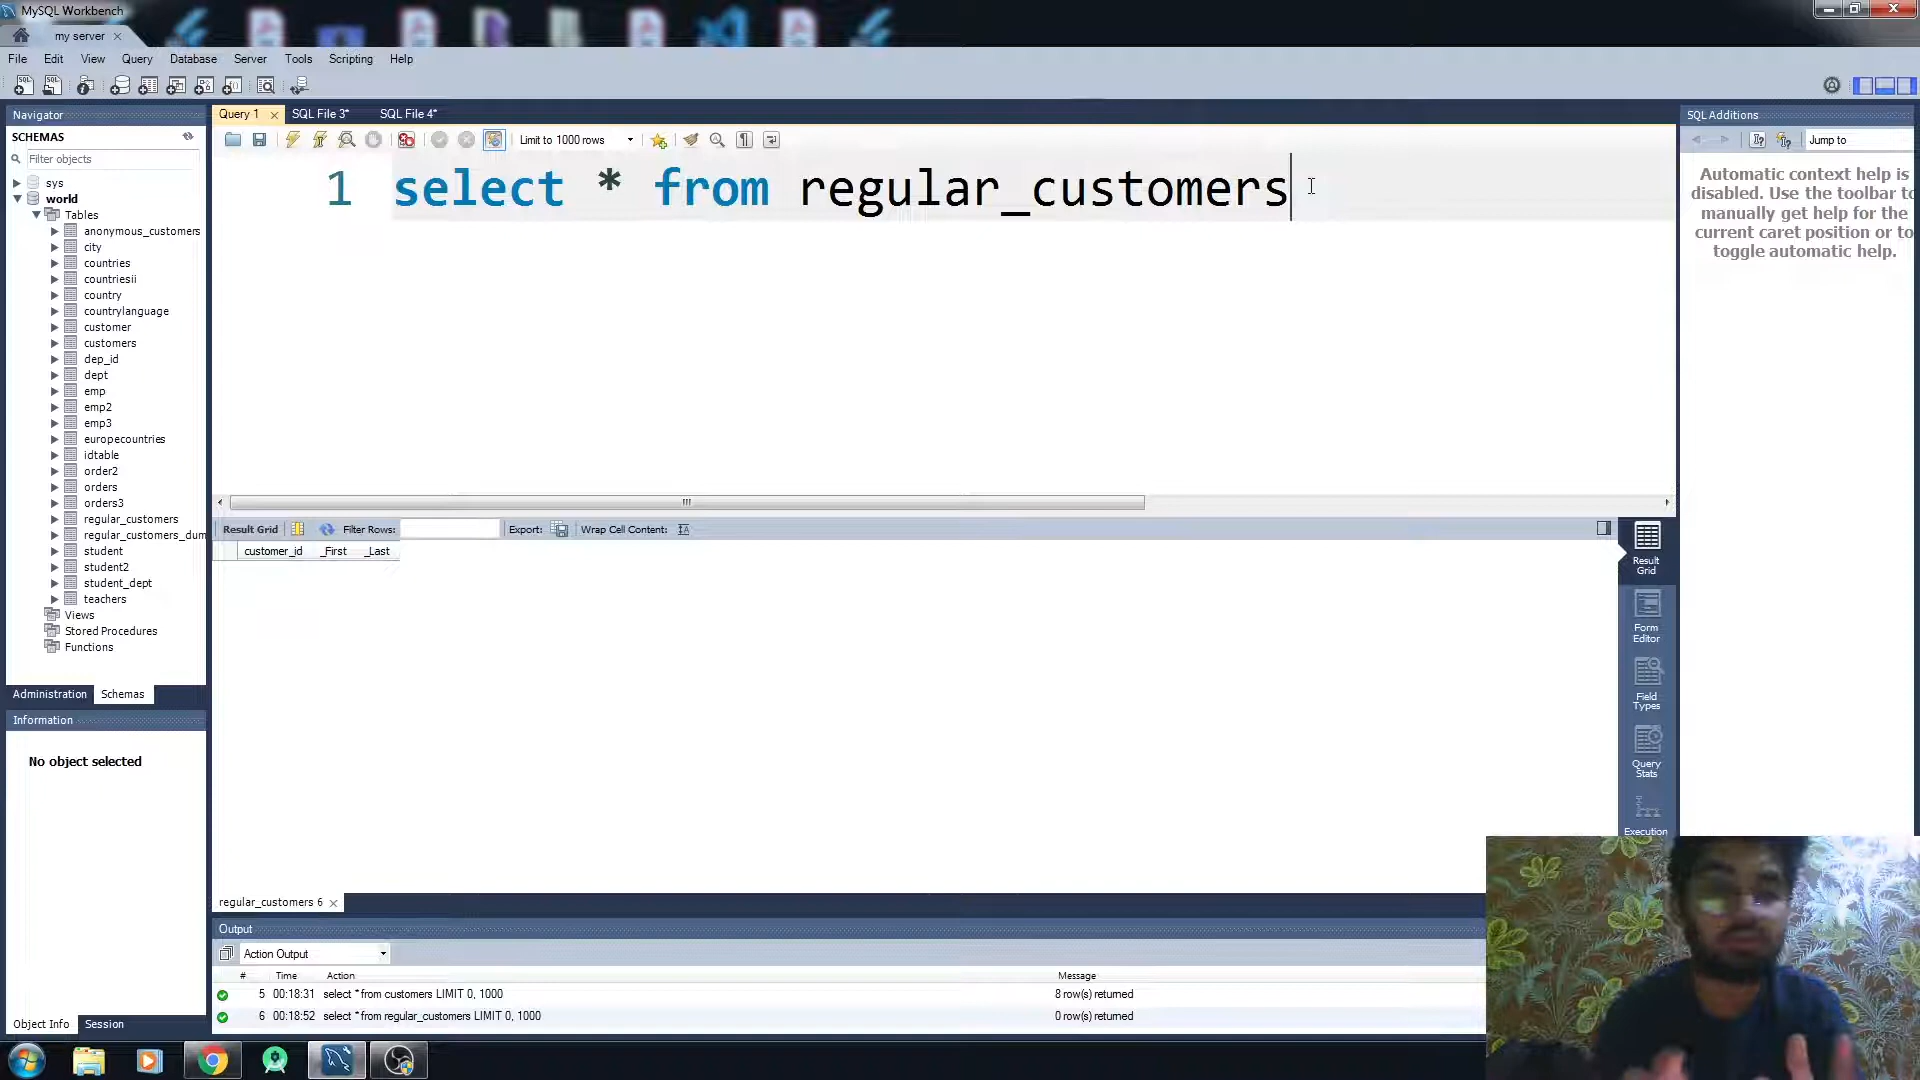 MySQL Workbench
my server
File Edit View Query Database Server Tools Scripting Help
Navigator
SCHEMAS
Filter objects
sys
world
Tables
anonymous_customers
city
countries
countriesii
country
countrylanguage
customer
customers
dep_id
dept
emp
emp2
emp3
europecountries
idtable
order2
orders
orders3
regular_customers
regular_customers_dum
student
student2
student_dept
teachers
Views
Stored Procedures
Functions
Administration Schemas
Information
No object selected
Object Info Session
Query 1 SQL File 3* SQL File 4*
Limit to 1000 rows
1 select * from regular_customers
Result Grid Filter Rows: Export: Wrap Cell Content:
customer_id _First _Last
Result
Grid
Form
Editor
Field
Types
Query
Stats
Execution
regular_customers 6
Output
Action Output
# Time Action Message
5 00:18:31 select * from customers LIMIT 0, 1000 8 row(s) returned
6 00:18:52 select * from regular_customers LIMIT 0, 1000 0 row(s) returned
SQL Additions
Jump to
Automatic context help is
disabled. Use the toolbar to
manually get help for the
current caret position or to
toggle automatic help.